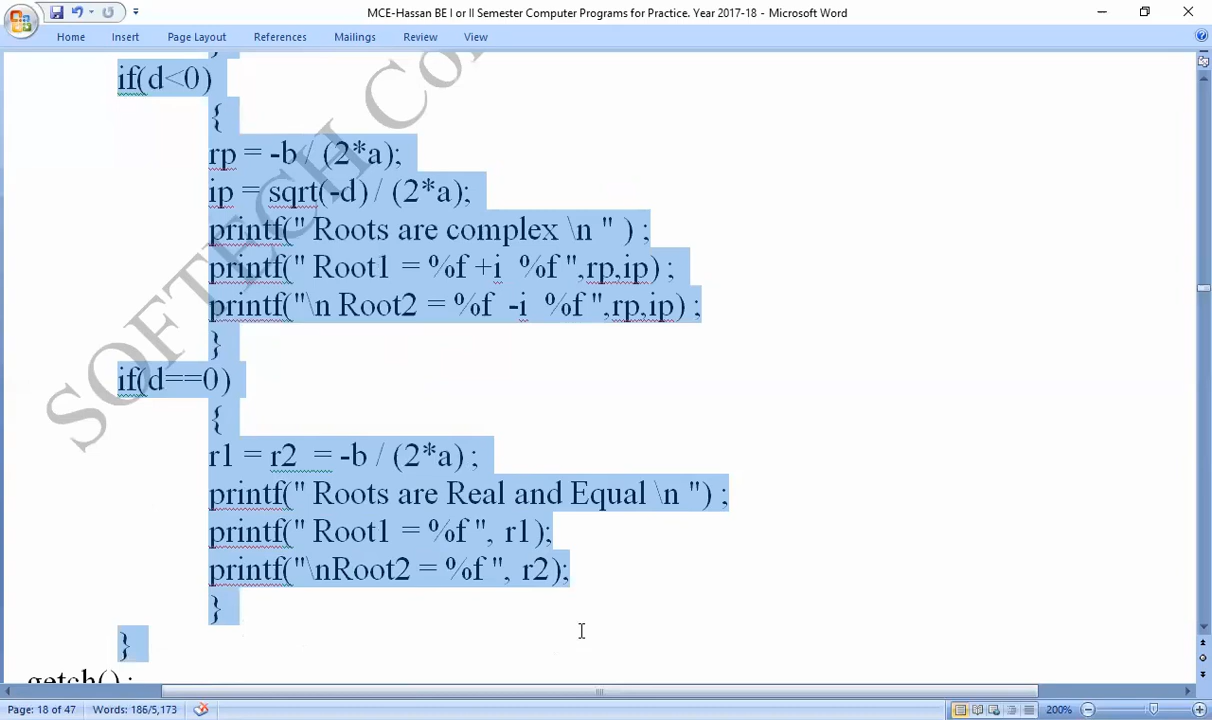 MCE-Hassan BE I or II Semester Computer Programs for Practice. Year 2017-18 - Microsoft Word
Home Insert Page Layout References Mailings Review View
}
if(d<0)
{
rp = -b / (2*a);
ip = sqrt(-d) / (2*a);
printf(" Roots are complex \n " ) ;
printf(" Root1 = %f +i  %f ",rp,ip) ;
printf("\n Root2 = %f  -i  %f ",rp,ip) ;
}
if(d==0)
{
r1 = r2  = -b / (2*a) ;
printf(" Roots are Real and Equal \n ") ;
printf(" Root1 = %f ", r1);
printf("\nRoot2 = %f ", r2);
}
}
getch() ;
SOFTECH COM
Page: 18 of 47 Words: 186/5,173 200%